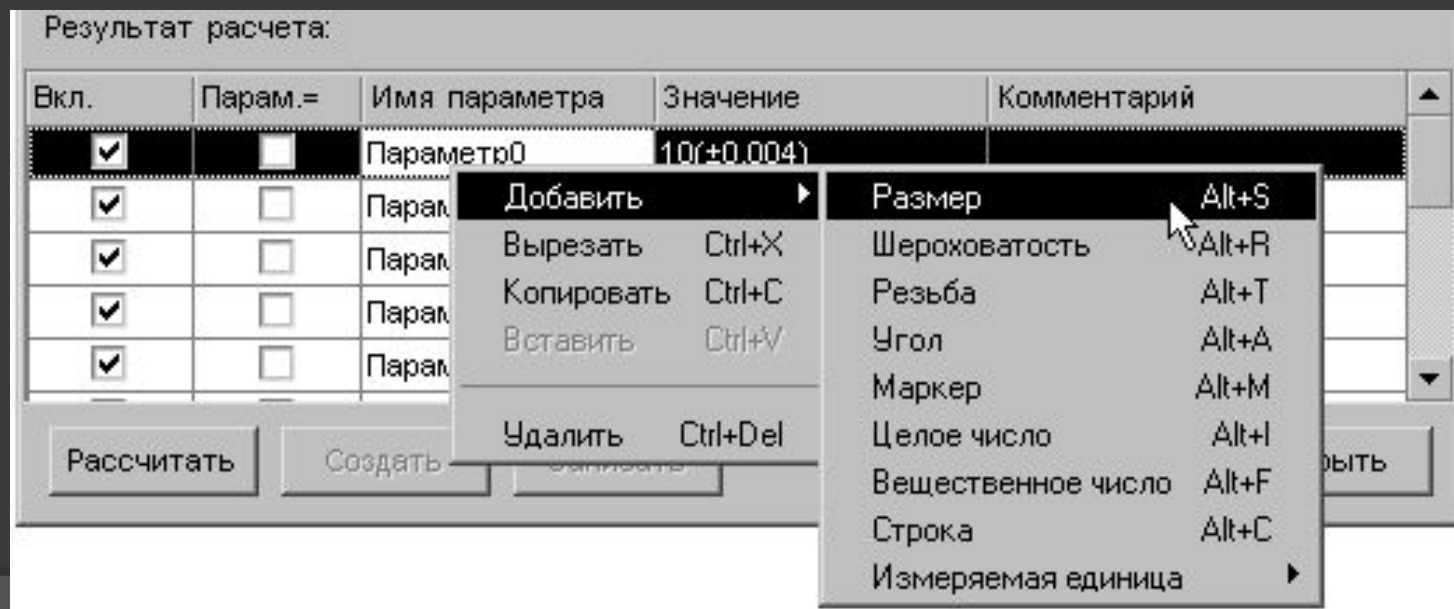 Результат расчета:
Вкл. Парам.= Имя параметра Значение Комментарий
Параметр0 10(±0.004)
Добавить
Размер Alt+S
Вырезать Ctrl+X
Шероховатость Alt+R
Копировать Ctrl+C
Резьба Alt+T
Вставить Ctrl+V
Угол Alt+A
Маркер Alt+M
Удалить Ctrl+Del
Целое число Alt+I
Рассчитать Создать
Вещественное число Alt+F
Строка Alt+C
Измеряемая единица